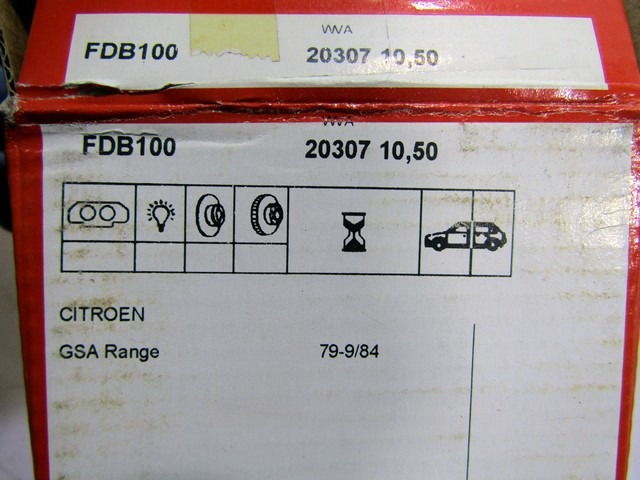 WVA
FDB100 20307 10,50
WVA
FDB100 20307 10,50
CITROEN
GSA Range 79-9/84